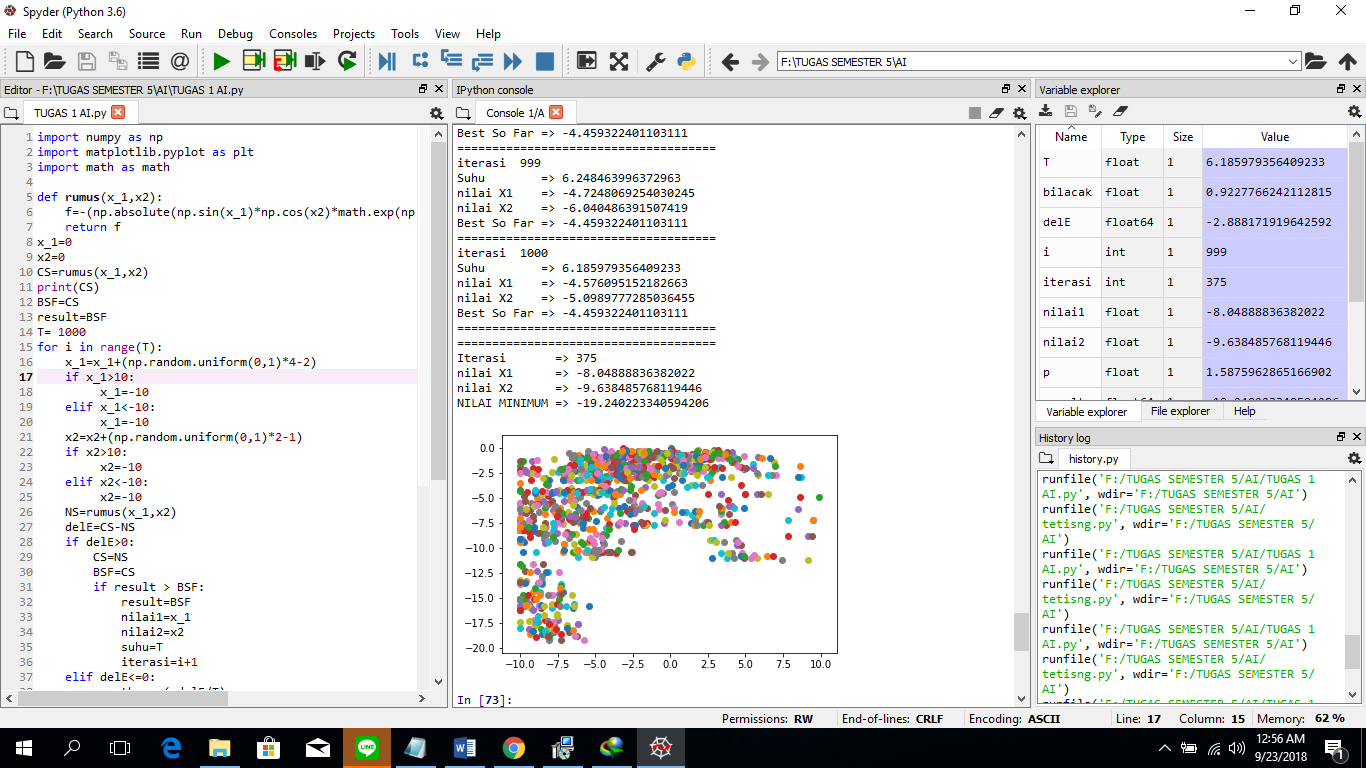 Spyder (Python 3.6)
File Edit Search Source Run Debug Consoles Projects Tools View Help
F:\TUGAS SEMESTER 5\AI
Editor - F:\TUGAS SEMESTER 5\AI\TUGAS 1 AI.py
TUGAS 1 AI.py
1 import numpy as np
2 import matplotlib.pyplot as plt
3 import math as math
4
5 def rumus(x_1,x2):
6 f=-(np.absolute(np.sin(x_1)*np.cos(x2)*math.exp(np
7 return f
8 x_1=0
9 x2=0
10 CS=rumus(x_1,x2)
11 print(CS)
12 BSF=CS
13 result=BSF
14 T= 1000
15 for i in range(T):
16 x_1=x_1+(np.random.uniform(0,1)*4-2)
17 if x_1>10:
18 x_1=-10
19 elif x_1<-10:
20 x_1=-10
21 x2=x2+(np.random.uniform(0,1)*2-1)
22 if x2>10:
23 x2=-10
24 elif x2<-10:
25 x2=-10
26 NS=rumus(x_1,x2)
27 delE=CS-NS
28 if delE>0:
29 CS=NS
30 BSF=CS
31 if result > BSF:
32 result=BSF
33 nilai1=x_1
34 nilai2=x2
35 suhu=T
36 iterasi=i+1
37 elif delE<=0:
IPython console
Console 1/A
Best So Far => -4.459322401103111
=====================================
iterasi 999
Suhu => 6.248463996372963
nilai X1 => -4.7248069254030245
nilai X2 => -6.040486391507419
Best So Far => -4.459322401103111
=====================================
iterasi 1000
Suhu => 6.185979356409233
nilai X1 => -4.576095152182663
nilai X2 => -5.0989777285036455
Best So Far => -4.459322401103111
=====================================
=====================================
Iterasi => 375
nilai X1 => -8.04888836382022
nilai X2 => -9.638485768119446
NILAI MINIMUM => -19.240223340594206
0.0
−2.5
−5.0
−7.5
−10.0
−12.5
−15.0
−17.5
−20.0
−10.0 −7.5 −5.0 −2.5 0.0 2.5 5.0 7.5 10.0
In [73]:
Variable explorer
Name Type Size Value
T float 1 6.185979356409233
bilacak float 1 0.9227766242112815
delE float64 1 -2.888171919642592
i int 1 999
iterasi int 1 375
nilai1 float 1 -8.04888836382022
nilai2 float 1 -9.638485768119446
p float 1 1.5875962865166902
Variable explorer File explorer Help
History log
history.py
runfile('F:/TUGAS SEMESTER 5/AI/TUGAS 1
AI.py', wdir='F:/TUGAS SEMESTER 5/AI')
runfile('F:/TUGAS SEMESTER 5/AI/
tetisng.py', wdir='F:/TUGAS SEMESTER 5/
AI')
runfile('F:/TUGAS SEMESTER 5/AI/TUGAS 1
AI.py', wdir='F:/TUGAS SEMESTER 5/AI')
runfile('F:/TUGAS SEMESTER 5/AI/
tetisng.py', wdir='F:/TUGAS SEMESTER 5/
AI')
runfile('F:/TUGAS SEMESTER 5/AI/TUGAS 1
AI.py', wdir='F:/TUGAS SEMESTER 5/AI')
runfile('F:/TUGAS SEMESTER 5/AI/
tetisng.py', wdir='F:/TUGAS SEMESTER 5/
AI')
Permissions: RW End-of-lines: CRLF Encoding: ASCII Line: 17 Column: 15 Memory: 62 %
LINE
12:56 AM
9/23/2018
1